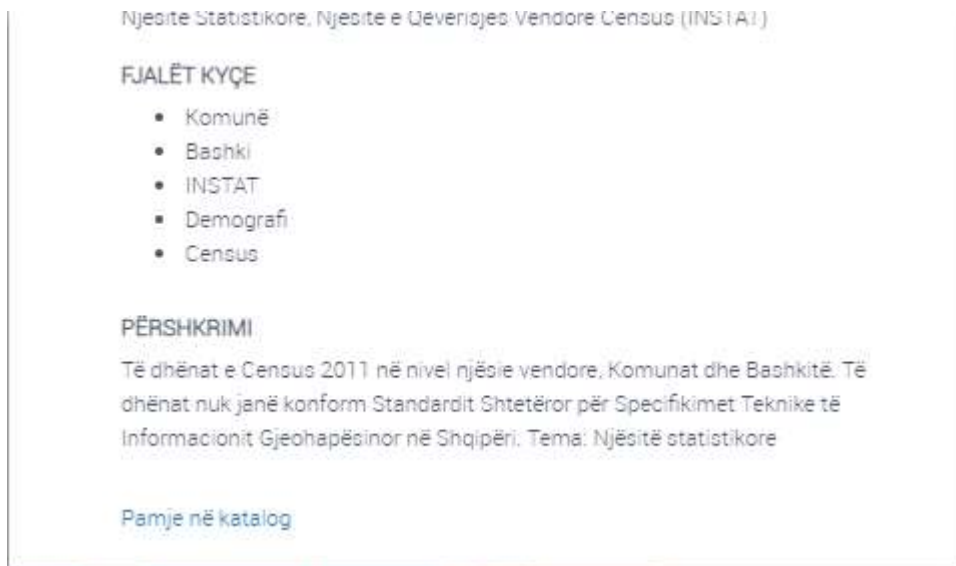 Njësitë Statistikore, Njësitë e Qeverisjes Vendore Census (INSTAT)
FJALËT KYÇE
• Komunë
• Bashki
• INSTAT
• Demografi
• Census
PËRSHKRIMI
Të dhënat e Census 2011 në nivel njësie vendore, Komunat dhe Bashkitë. Të
dhënat nuk janë konform Standardit Shtetëror për Specifikimet Teknike të
Informacionit Gjeohapësinor në Shqipëri. Tema: Njësitë statistikore
Pamje në katalog